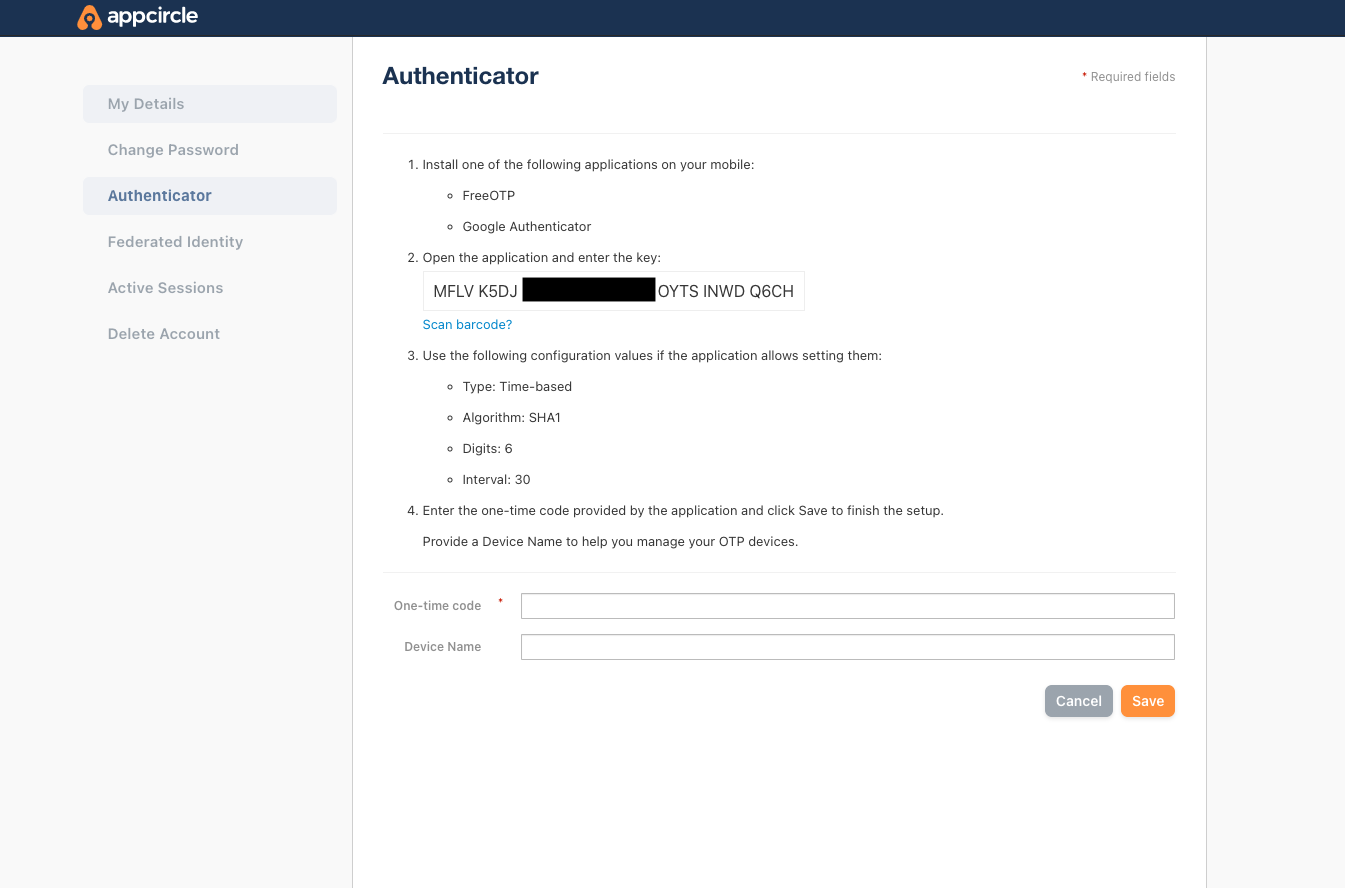 appcircle
My Details
Change Password
Authenticator
Federated Identity
Active Sessions
Delete Account
Authenticator
* Required fields
1. Install one of the following applications on your mobile:
FreeOTP
Google Authenticator
2. Open the application and enter the key:
MFLV K5DJ OYTS INWD Q6CH
Scan barcode?
3. Use the following configuration values if the application allows setting them:
Type: Time-based
Algorithm: SHA1
Digits: 6
Interval: 30
4. Enter the one-time code provided by the application and click Save to finish the setup.
Provide a Device Name to help you manage your OTP devices.
One-time code *
Device Name
Cancel Save